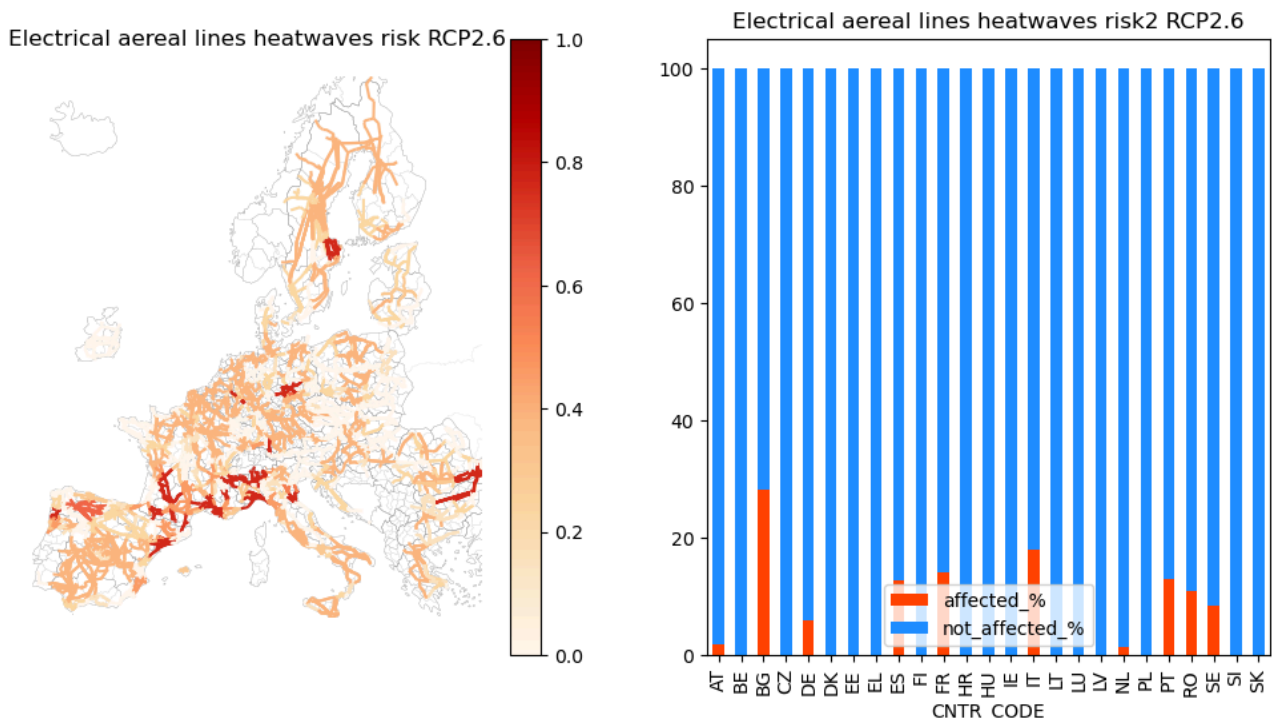 Electrical aereal lines heatwaves risk RCP2.6
1.0
0.8
0.6
0.4
0.2
0.0
Electrical aereal lines heatwaves risk2 RCP2.6
100
80
60
40
20
0
affected_%
not_affected_%
AT BE BG CZ DE DK EE EL ES FI FR HR HU IE IT LT LU LV NL PL PT RO SE SI SK
CNTR_CODE